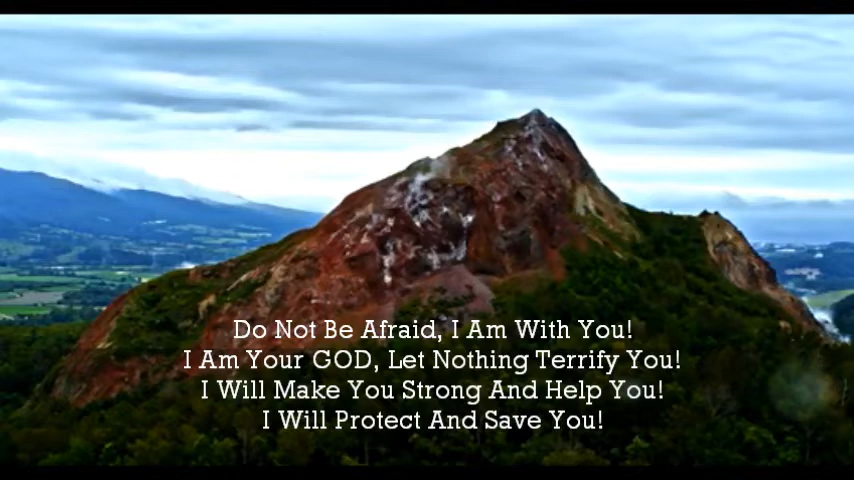 Do Not Be Afraid, I Am With You!
I Am Your GOD, Let Nothing Terrify You!
I Will Make You Strong And Help You!
I Will Protect And Save You!